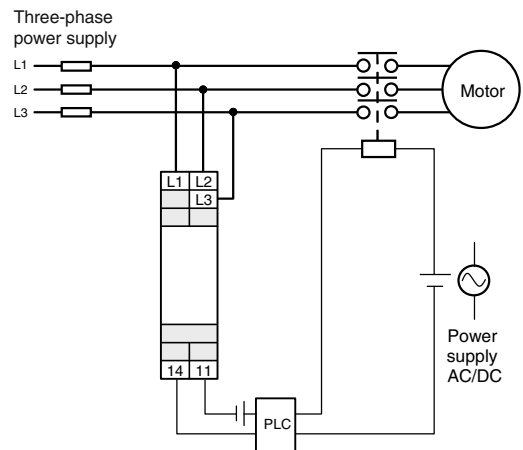 Three-phase
power supply
L1
L2
L3
Motor
L1 L2
L3
14 11
PLC
Power
supply
AC/DC